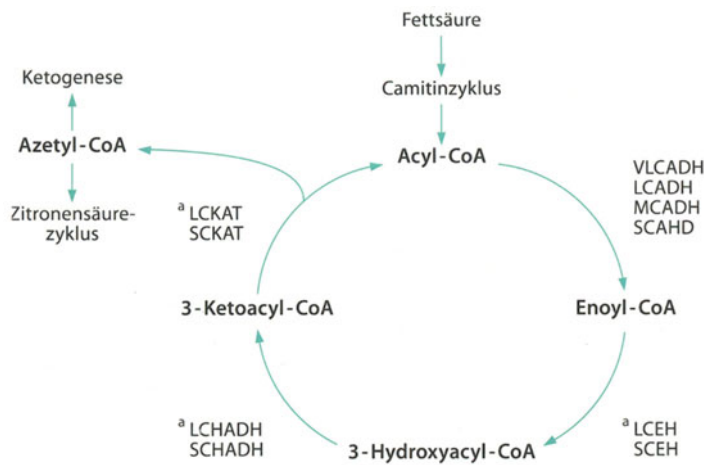 Fettsäure
Camitinzyklus
Acyl-CoA
Ketogenese
Azetyl-CoA
Zitronensäure-
zyklus
VLCADH
LCADH
MCADH
SCAHD
a LCKAT
SCKAT
3-Ketoacyl-CoA
Enoyl-CoA
a LCHADH
SCHADH
3-Hydroxyacyl-CoA
a LCEH
SCEH